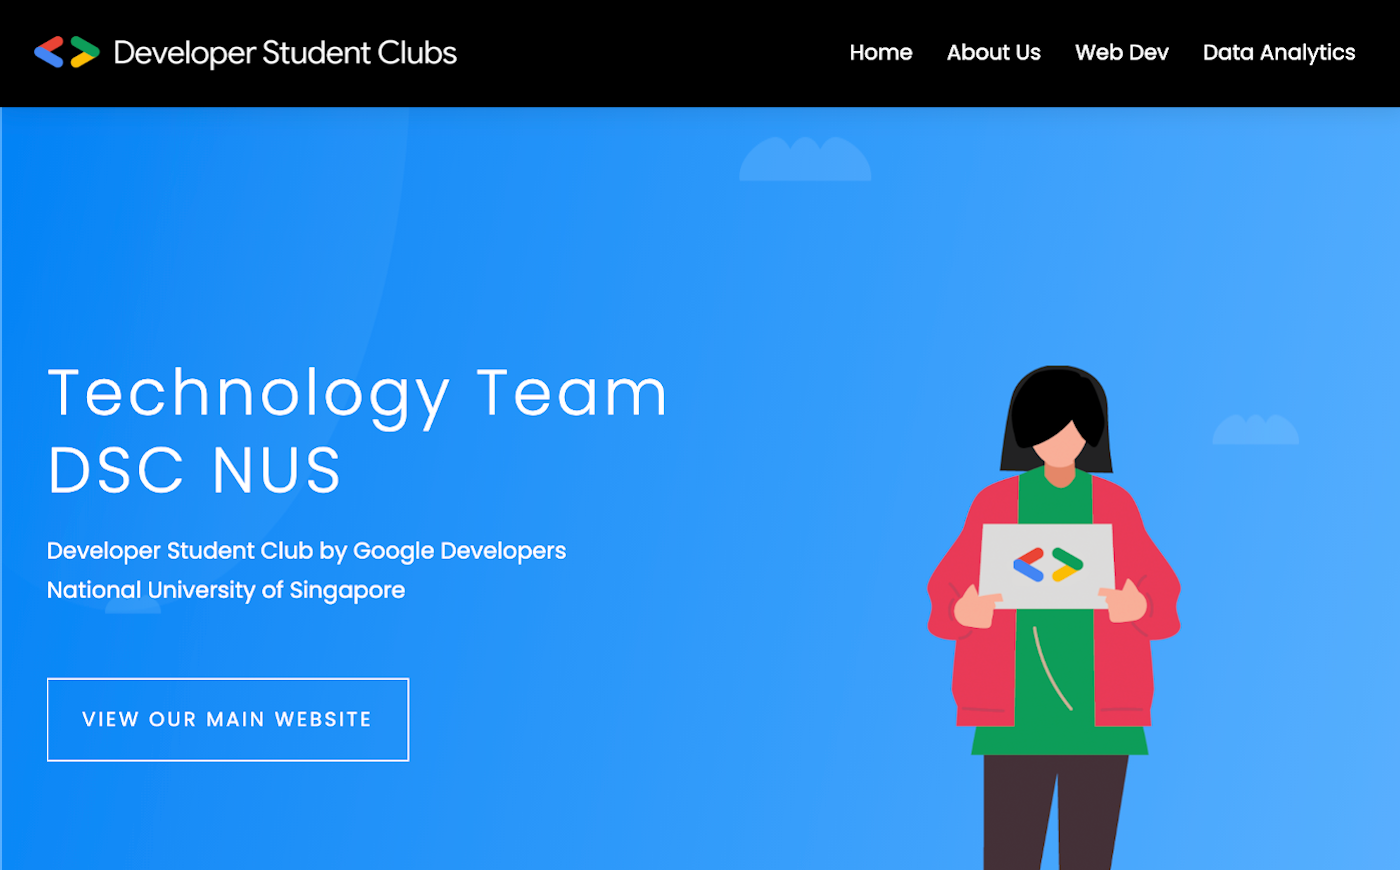 Developer Student Clubs
Home About Us Web Dev Data Analytics
Technology Team
DSC NUS
Developer Student Club by Google Developers
National University of Singapore
VIEW OUR MAIN WEBSITE